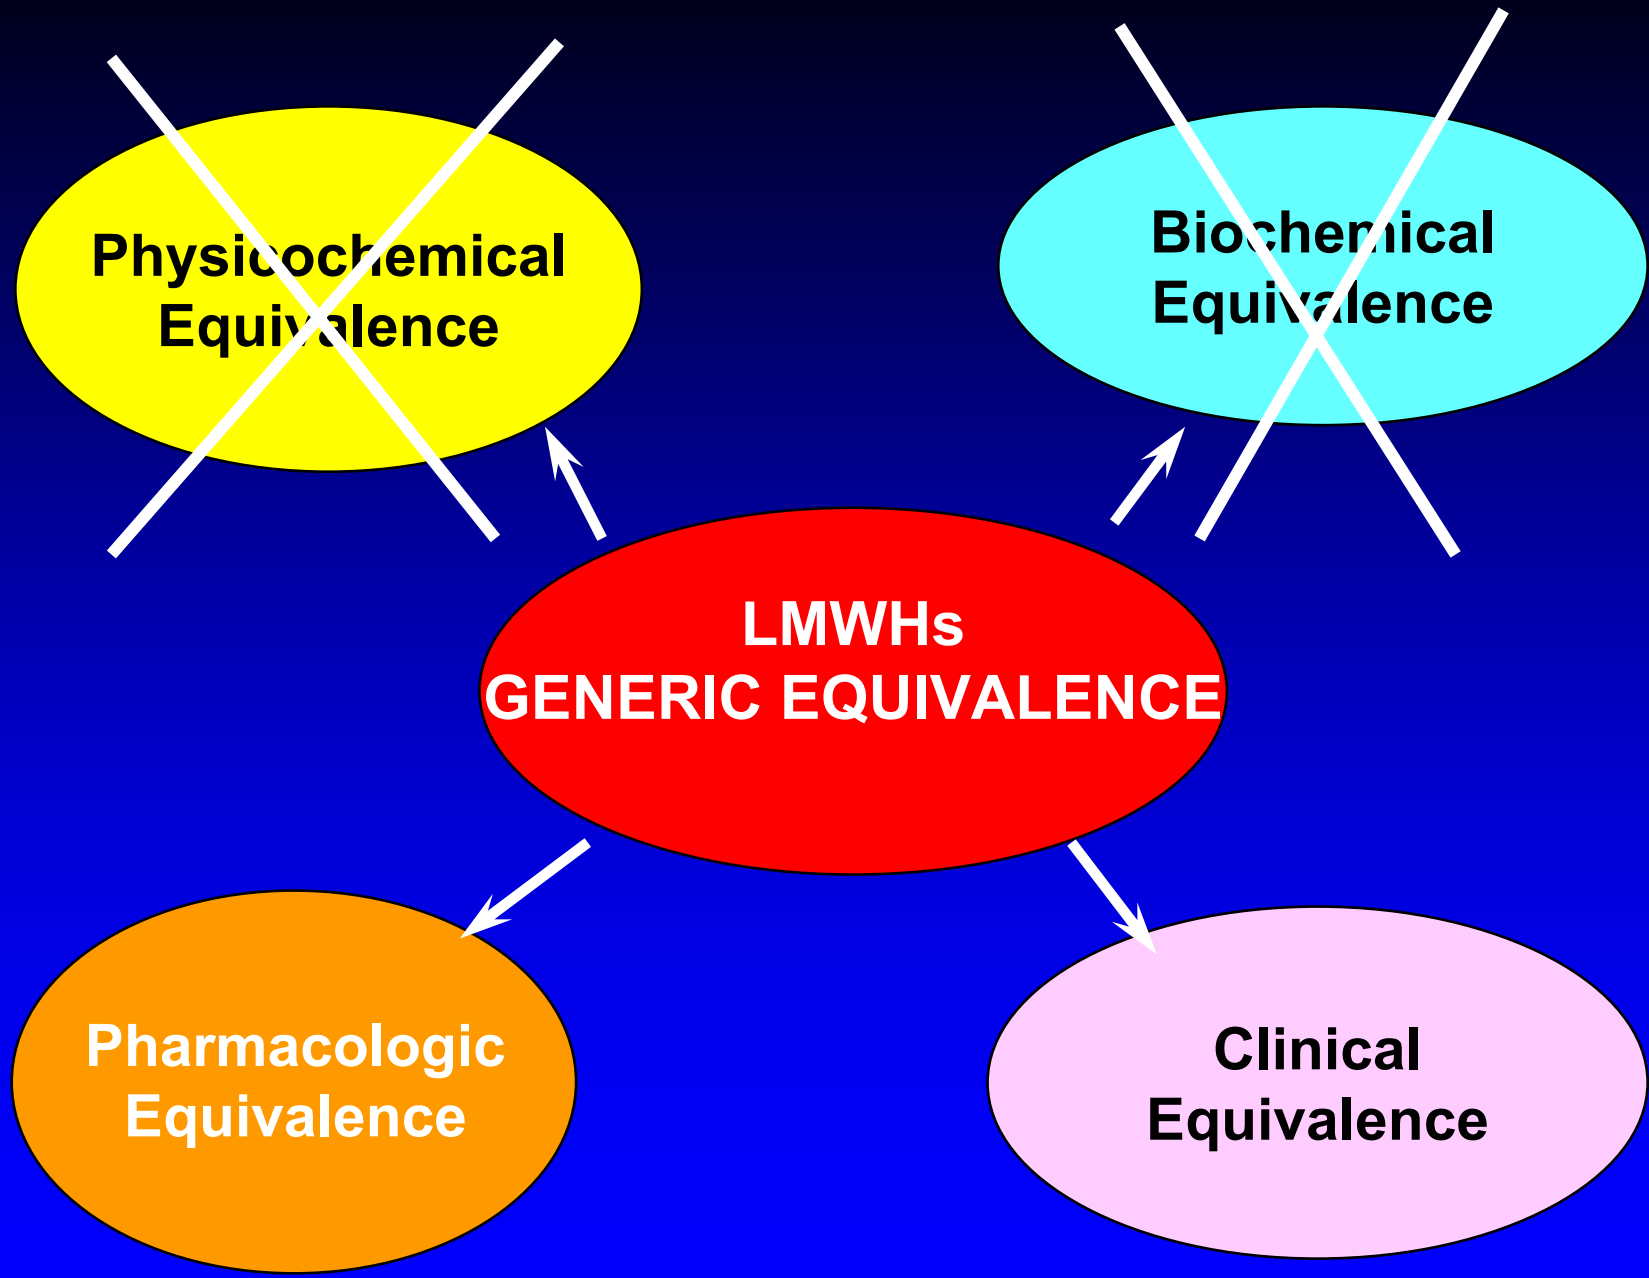 Physicochemical
Equivalence
Biochemical
Equivalence
LMWHs
GENERIC EQUIVALENCE
Pharmacologic
Equivalence
Clinical
Equivalence